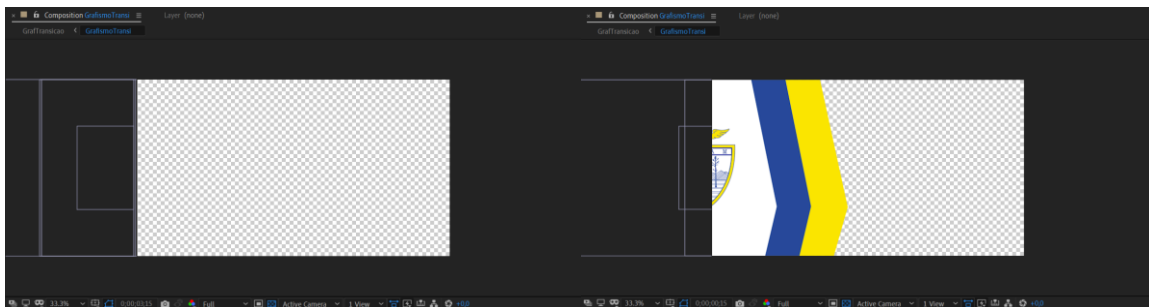 Composition GrafismoTransi
Layer (none)
GrafTransicao
GrafismoTransi
33,3%
0;00;03;15
Full
Active Camera
1 View
+0,0
Composition GrafismoTransi
Layer (none)
GrafTransicao
GrafismoTransi
33,3%
0;00;00;15
Full
Active Camera
1 View
+0,0